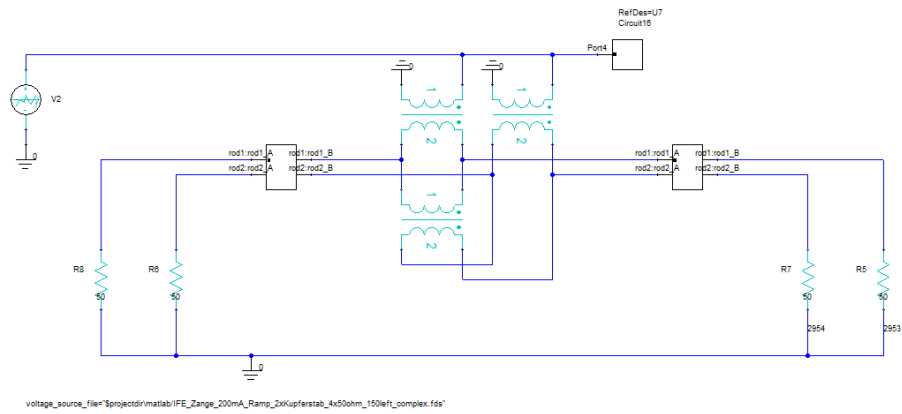 RefDes=U7
Circuit16
Port4
0
0
1
1
V2
2
2
0
rod1:rod1_A
rod1:rod1_B
rod2:rod2_A
rod2:rod2_B
rod1:rod1_A
rod1:rod1_B
rod2:rod2_A
rod2:rod2_B
1
2
R8
50
R6
50
R7
50
R5
50
2954
2953
0
voltage_source_file="$projectdir\matlab/IFE_Zange_200mA_Ramp_2xKupferstab_4x50ohm_150left_complex.fds"